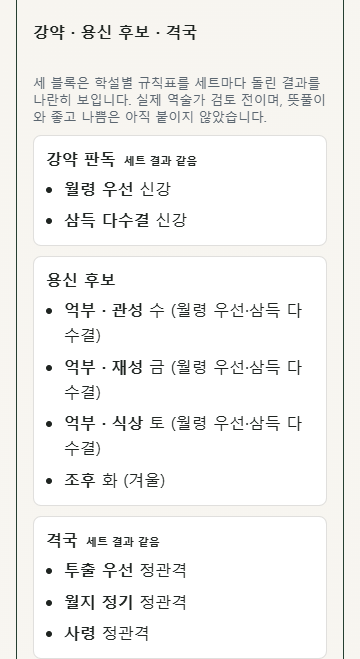 강약 · 용신 후보 · 격국
세 블록은 학설별 규칙표를 세트마다 돌린 결과를
나란히 보입니다. 실제 역술가 검토 전이며, 뜻풀이
와 좋고 나쁨은 아직 붙이지 않았습니다.
강약 판독 세트 결과 같음
• 월령 우선 신강
• 삼득 다수결 신강
용신 후보
• 억부 · 관성 수 (월령 우선·삼득 다
수결)
• 억부 · 재성 금 (월령 우선·삼득 다
수결)
• 억부 · 식상 토 (월령 우선·삼득 다
수결)
• 조후 화 (겨울)
격국 세트 결과 같음
• 투출 우선 정관격
• 월지 정기 정관격
• 사령 정관격